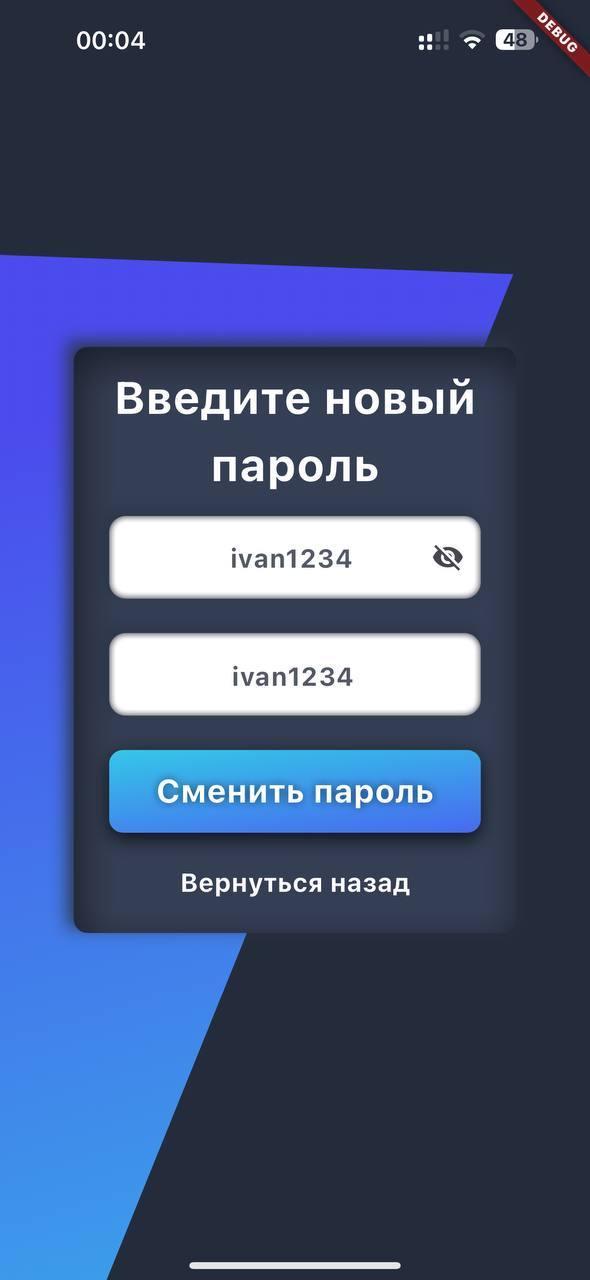 00:04
48
DEBUG
Введите новый
пароль
ivan1234
ivan1234
Сменить пароль
Вернуться назад